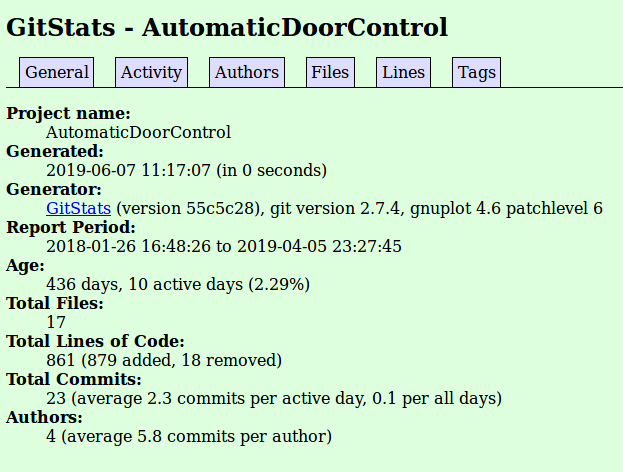 GitStats - AutomaticDoorControl
General Activity Authors Files Lines Tags
Project name:
AutomaticDoorControl
Generated:
2019-06-07 11:17:07 (in 0 seconds)
Generator:
GitStats (version 55c5c28), git version 2.7.4, gnuplot 4.6 patchlevel 6
Report Period:
2018-01-26 16:48:26 to 2019-04-05 23:27:45
Age:
436 days, 10 active days (2.29%)
Total Files:
17
Total Lines of Code:
861 (879 added, 18 removed)
Total Commits:
23 (average 2.3 commits per active day, 0.1 per all days)
Authors:
4 (average 5.8 commits per author)